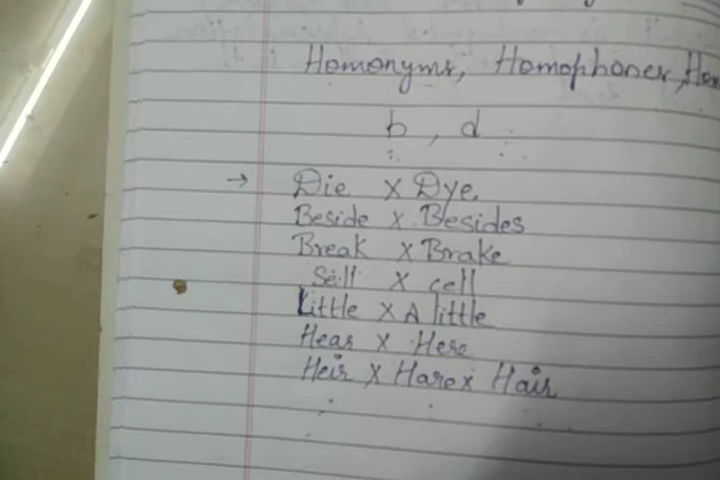 Homonyms, Homophones,
b, d
→ Die X Dye.
Beside X Besides
Break X Brake
Sell X cell
Little X A little
Hear X Here
Heir X Hare X Hair